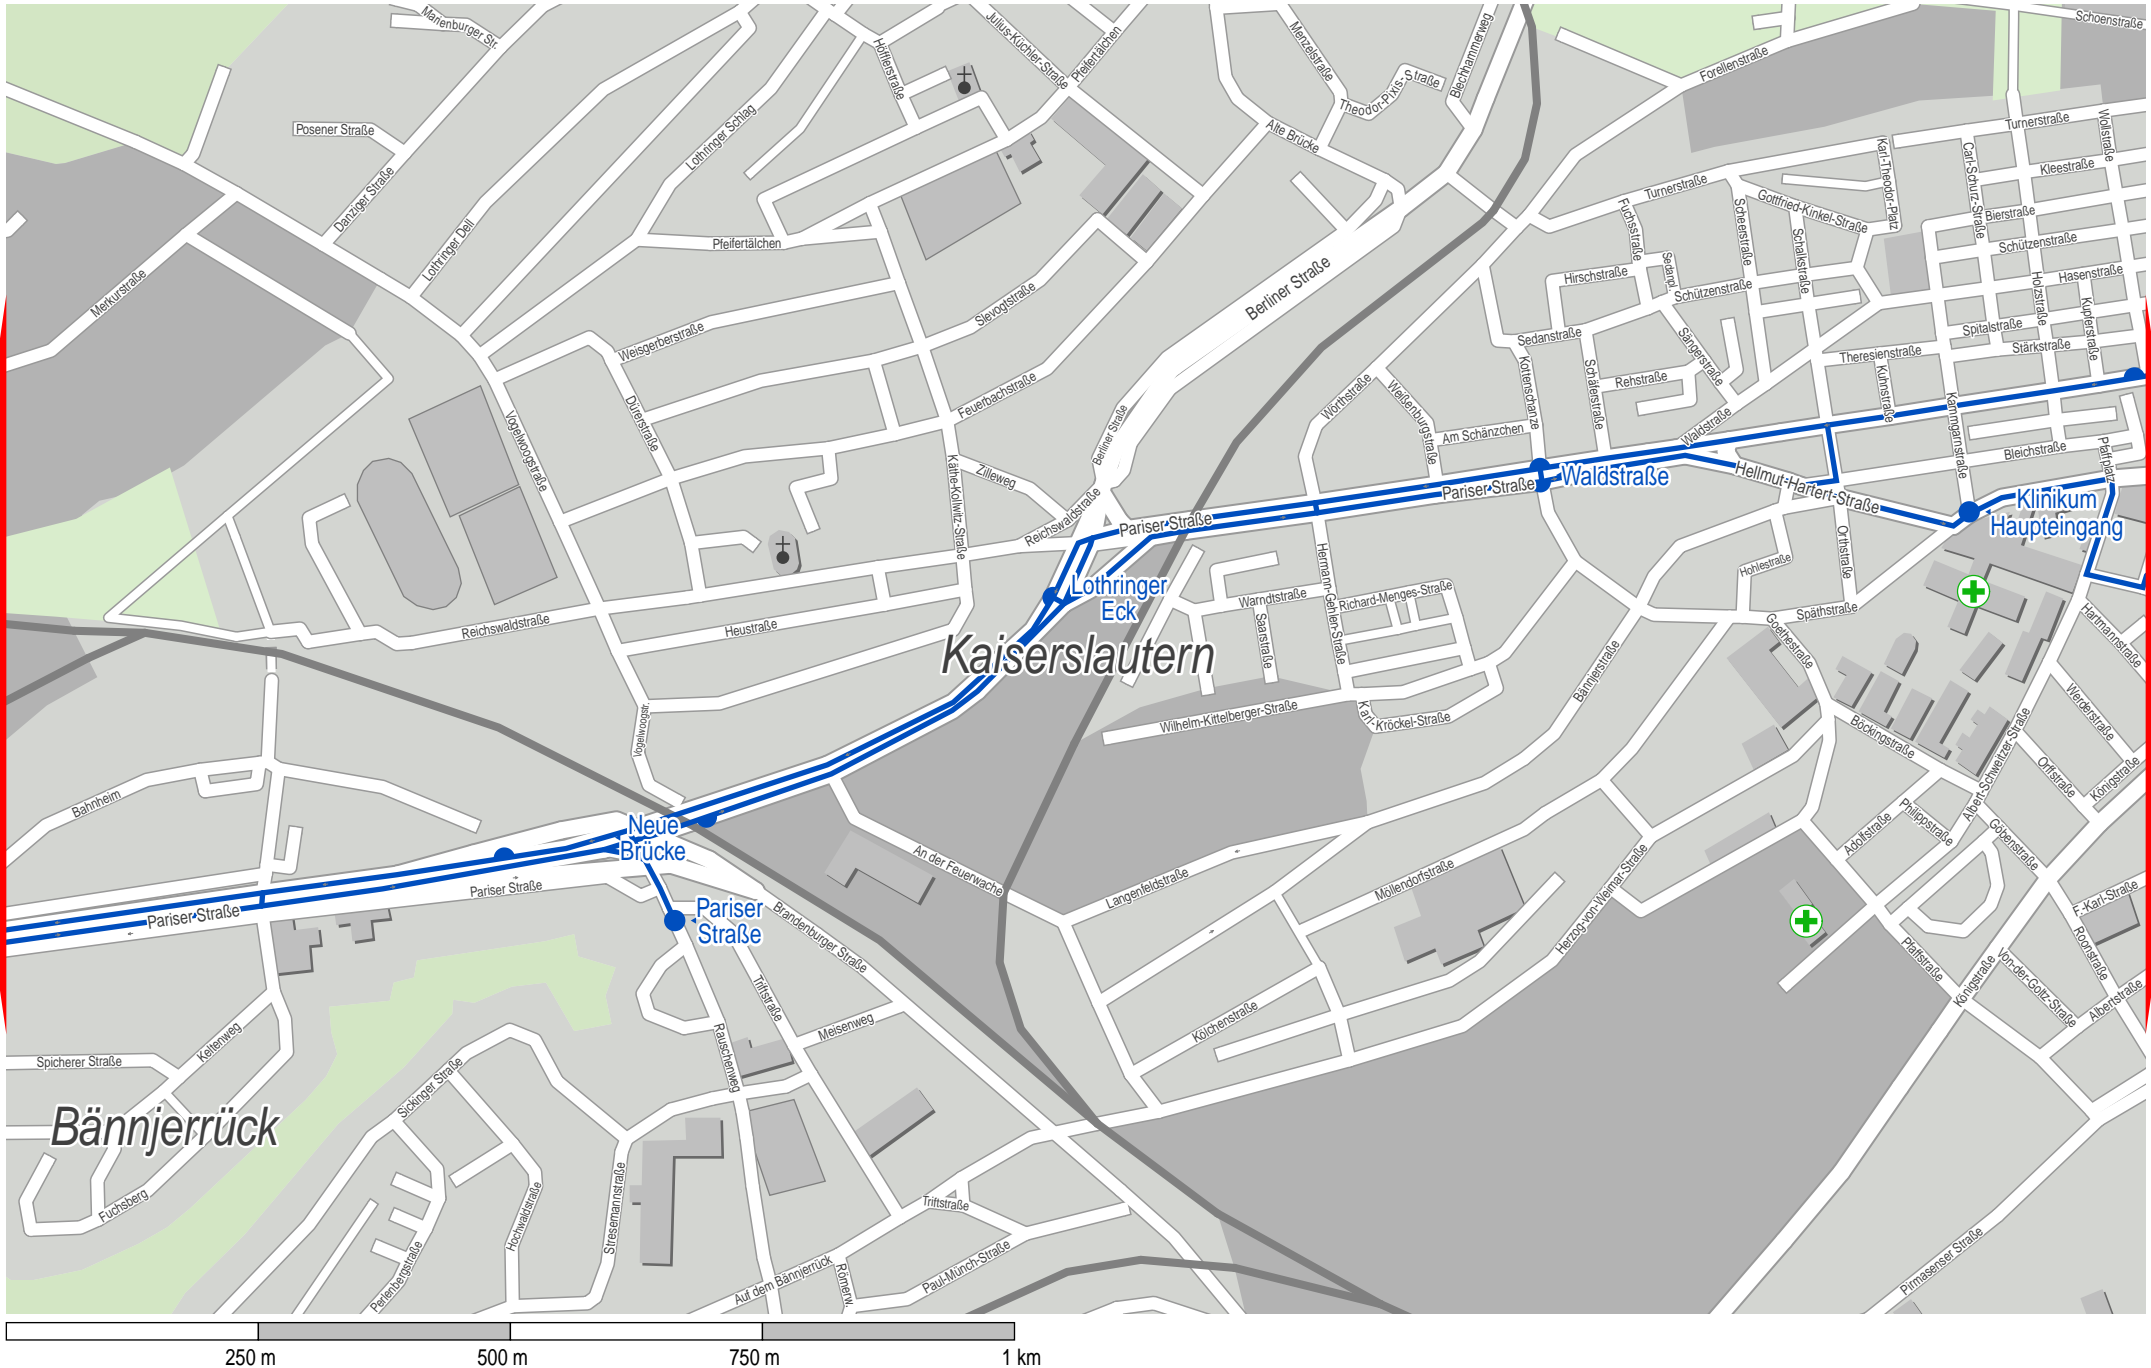 Marienburger Str.
Höfflerstraße
Julius-Küchler-Straße
Pfeifertälchen
Menzelstraße
Blechhammerweg
Theodor-Pixis-Straße
Schoenstraße
Forellenstraße
Posener Straße
Lothringer Schlag
Alte Brücke
Turnerstraße
Wollstraße
Karl-Theodor-Platz
Carl-Schurz-Straße
Kleestraße
Danziger Straße
Turnerstraße
Fuchsstraße
Scherrstraße
Gottfried-Kinkel-Straße
Bierstraße
Lothringer Dell
Pfeifertälchen
Schalkstraße
Schützenstraße
Merkurstraße
Berliner Straße
Hirschstraße
Sedanpl.
Schützenstraße
Holzstraße
Hasenstraße
Kupferstraße
Slevogtstraße
Weisgerberstraße
Sedanstraße
Sängerstraße
Spitalstraße
Theresienstraße
Stärkstraße
Feuerbachstraße
Dürerstraße
Vogelwoogstraße
Wörthstraße
Weißenburgstraße
Kottenschanze
Schäferstraße
Rehstraße
Kuhnstraße
Kammgarnstraße
Berliner Straße
Am Schänzchen
Waldstraße
Bleichstraße
Pfaffplatz
Käthe-Kollwitz-Straße
Zilleweg
Reichswaldstraße
Pariser Straße
Pariser Straße
Waldstraße
Hellmut-Hartert-Straße
Klinikum
Haupteingang
Orthstraße
Hohlestraße
Hermann-Gehlen-Straße
Lothringer
Eck
Warndtstraße
Saarstraße
Richard-Menges-Straße
Späthstraße
Goethestraße
Hartmannstraße
Reichswaldstraße
Heustraße
Kaiserslautern
Bännjerstraße
Vogelwoogstr.
Wilhelm-Kittelberger-Straße
Karl-Kröckel-Straße
Böckingstraße
Albert-Schweitzer-Straße
Werderstraße
Orffstraße
Königstraße
Bahnheim
Neue
Brücke
Adolfstraße
Philippstraße
Göbenstraße
An der Feuerwache
Langenfeldstraße
Möllendorfstraße
Herzog-von-Weimar-Straße
F.-Karl-Straße
Pariser Straße
Pariser Straße
Pariser
Straße
Brandenburger Straße
Pfaffstraße
Königstraße
Von-der-Goltz-Straße
Roonstraße
Albertstraße
Triftstraße
Rauschenweg
Meisenweg
Kölchenstraße
Keltenweg
Spicherer Straße
Sickinger Straße
Bännjerrück
Fuchsberg
Hochwaldstraße
Stresemannstraße
Perlenbergstraße
Triftstraße
Auf dem Bännjerrück
Römerw.
Paul-Münch-Straße
Pirmasenser Straße
250 m
500 m
750 m
1 km